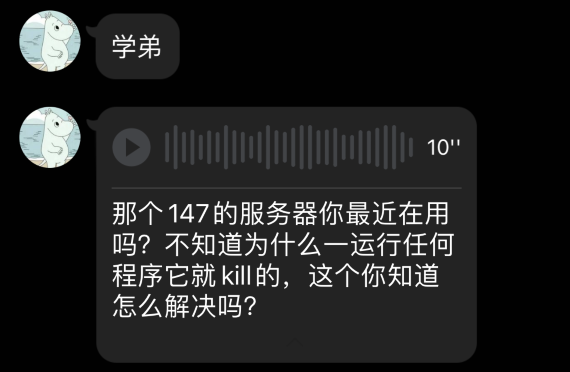 学弟
10''
那个147的服务器你最近在用
吗？不知道为什么一运行任何
程序它就kill的，这个你知道
怎么解决吗？